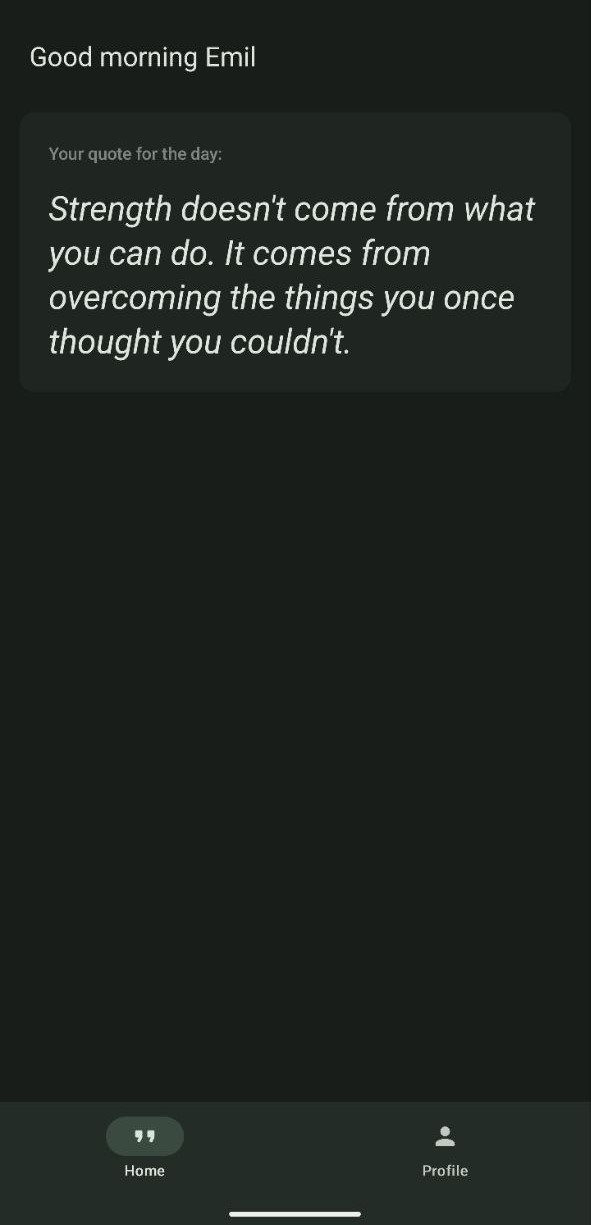 Good morning Emil
Your quote for the day:
Strength doesn't come from what
you can do. It comes from
overcoming the things you once
thought you couldn't.
Home
Profile